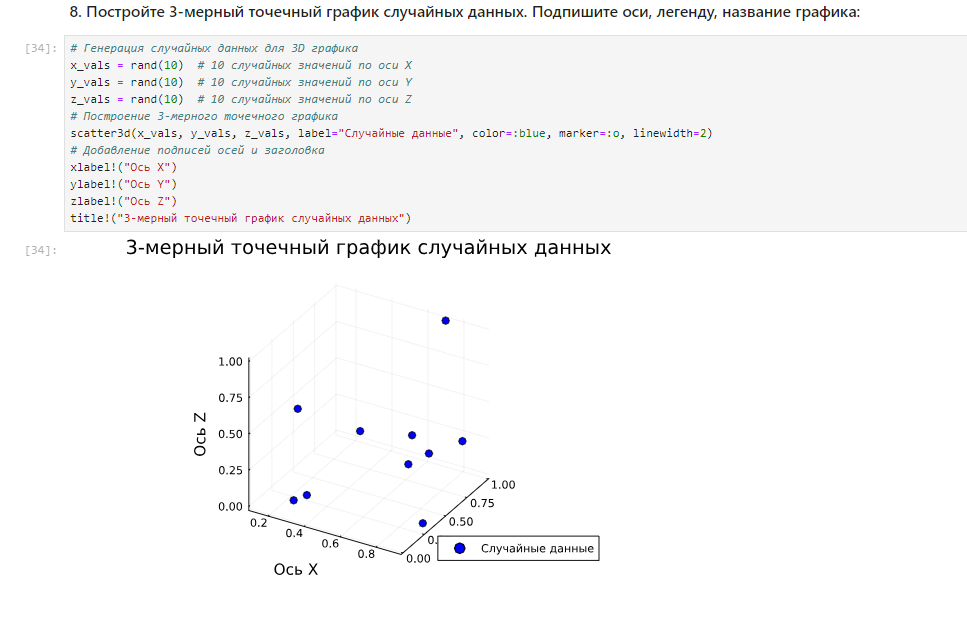 8. Постройте 3-мерный точечный график случайных данных. Подпишите оси, легенду, название графика:
[34]:
# Генерация случайных данных для 3D графика
x_vals = rand(10)  # 10 случайных значений по оси X
y_vals = rand(10)  # 10 случайных значений по оси Y
z_vals = rand(10)  # 10 случайных значений по оси Z
# Построение 3-мерного точечного графика
scatter3d(x_vals, y_vals, z_vals, label="Случайные данные", color=:blue, marker=:o, linewidth=2)
# Добавление подписей осей и заголовка
xlabel!("Ось X")
ylabel!("Ось Y")
zlabel!("Ось Z")
title!("3-мерный точечный график случайных данных")
[34]:
3-мерный точечный график случайных данных
1.00
0.75
0.50
0.25
0.00
Ось Z
0.2
0.4
0.6
0.8
Ось X
1.00
0.75
0.50
0.
0.00
Случайные данные